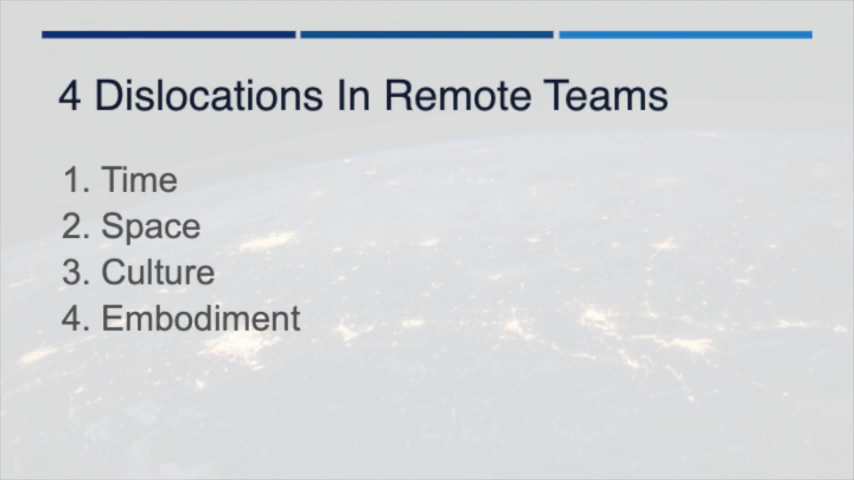 4 Dislocations In Remote Teams
1. Time
2. Space
3. Culture
4. Embodiment